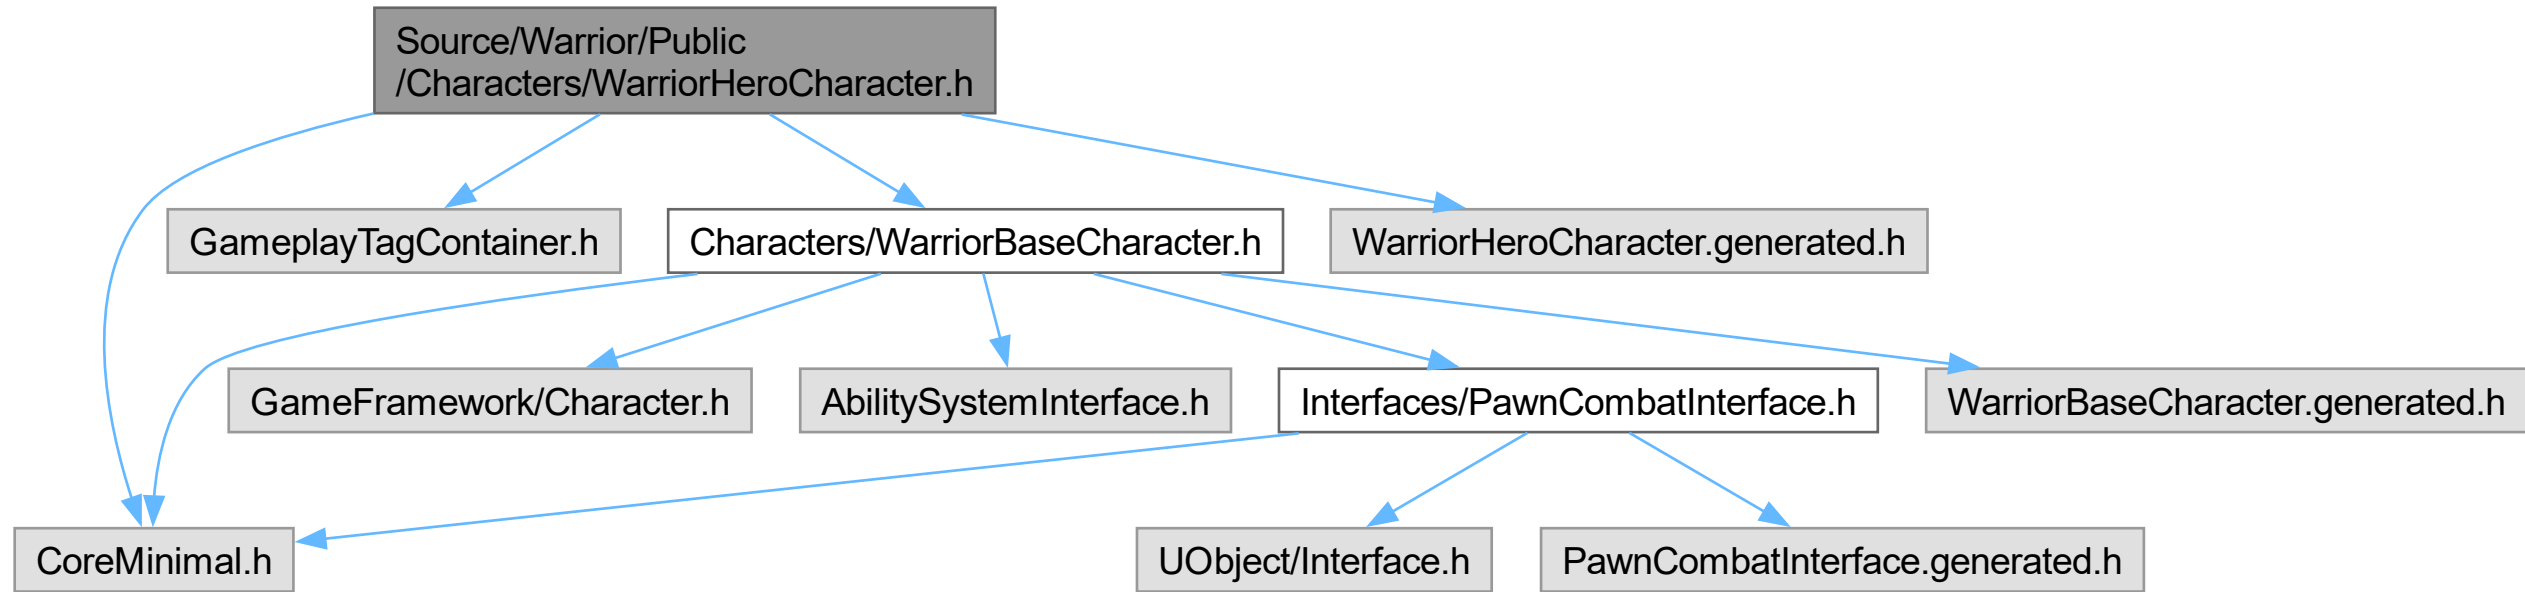 Source/Warrior/Public
/Characters/WarriorHeroCharacter.h
GameplayTagContainer.h
Characters/WarriorBaseCharacter.h
WarriorHeroCharacter.generated.h
GameFramework/Character.h
AbilitySystemInterface.h
Interfaces/PawnCombatInterface.h
WarriorBaseCharacter.generated.h
CoreMinimal.h
UObject/Interface.h
PawnCombatInterface.generated.h